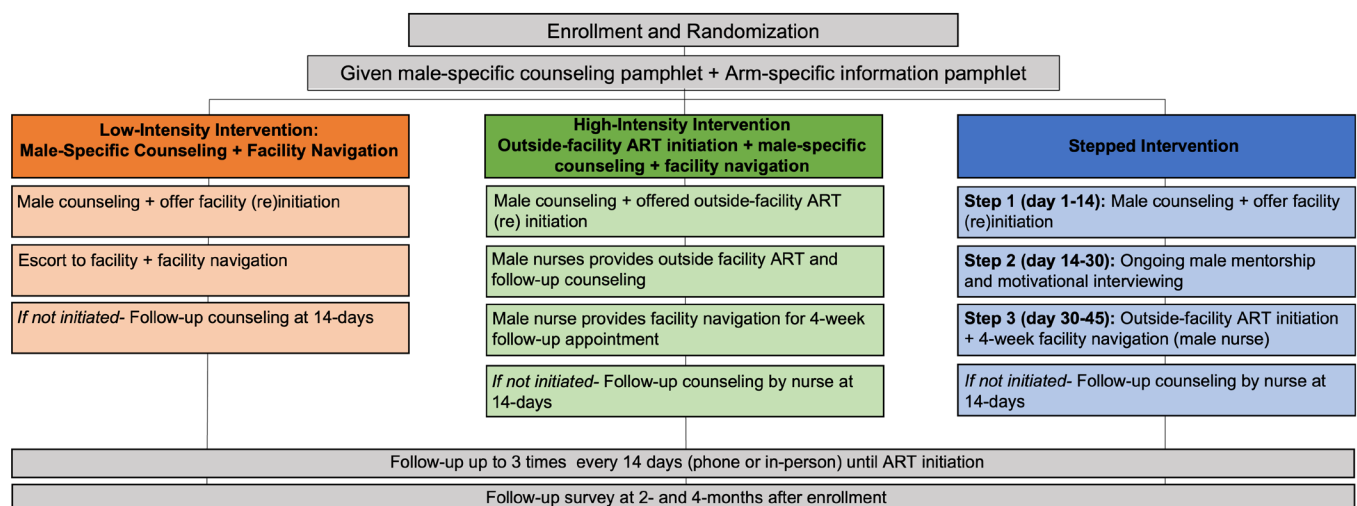 Enrollment and Randomization
Given male-specific counseling pamphlet + Arm-specific information pamphlet
Low-Intensity Intervention:
Male-Specific Counseling + Facility Navigation
Male counseling + offer facility (re)initiation
Escort to facility + facility navigation
If not initiated- Follow-up counseling at 14-days
High-Intensity Intervention
Outside-facility ART initiation + male-specific
counseling + facility navigation
Male counseling + offered outside-facility ART
(re) initiation
Male nurses provides outside facility ART and
follow-up counseling
Male nurse provides facility navigation for 4-week
follow-up appointment
If not initiated- Follow-up counseling by nurse at
14-days
Stepped Intervention
Step 1 (day 1-14): Male counseling + offer facility
(re)initiation
Step 2 (day 14-30): Ongoing male mentorship
and motivational interviewing
Step 3 (day 30-45): Outside-facility ART initiation
+ 4-week facility navigation (male nurse)
If not initiated- Follow-up counseling by nurse at
14-days
Follow-up up to 3 times every 14 days (phone or in-person) until ART initiation
Follow-up survey at 2- and 4-months after enrollment